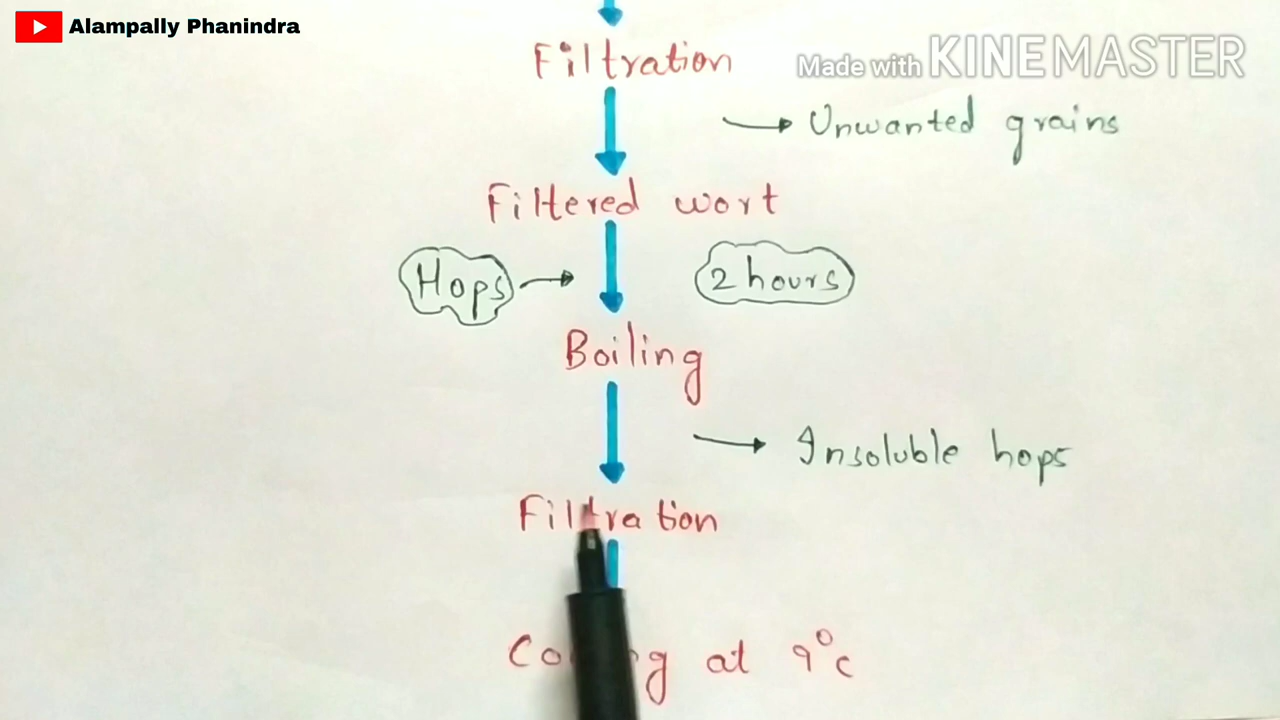 Alampally Phanindra
Made with KINEMASTER
Filtration
Unwanted grains
Filtered wort
Hops
2 hours
Boiling
Insoluble hops
Filtration
at 9°c